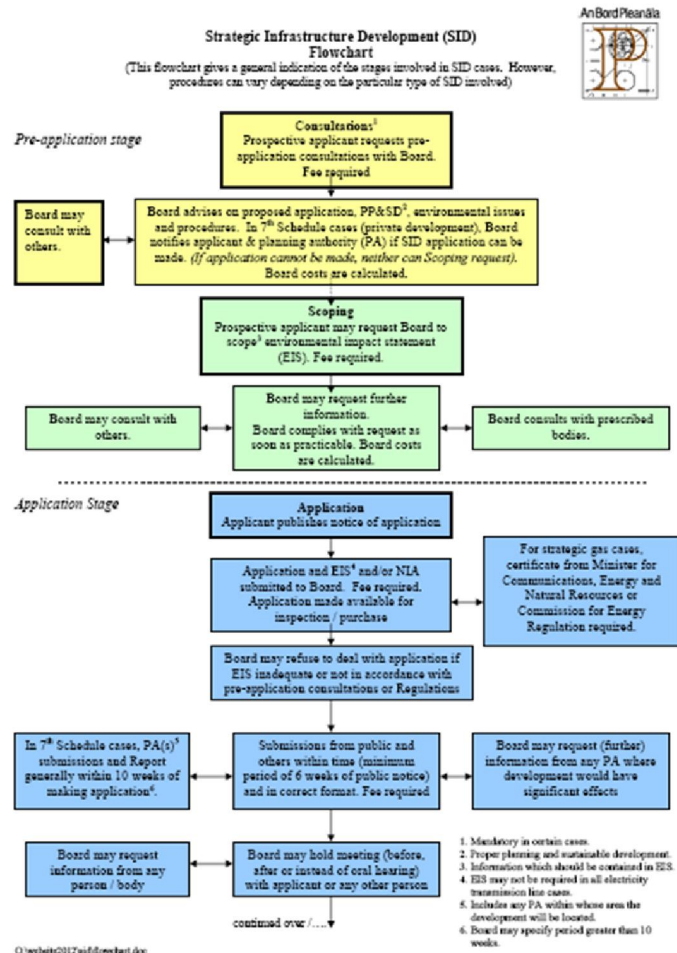 An Bord Pleanála
Strategic Infrastructure Development (SID)
Flowchart
(This flowchart gives a general indication of the stages involved in SID cases. However,
procedures can vary depending on the particular type of SID involved)
Pre-application stage
Consultations¹
Prospective applicant requests pre-
application consultations with Board.
Fee required
Board may
consult with
others.
Board advises on proposed application, PP&SD², environmental issues
and procedures. In 7th Schedule cases (private development), Board
notifies applicant & planning authority (PA) if SID application can be
made. (If application cannot be made, neither can Scoping request).
Board costs are calculated.
Scoping
Prospective applicant may request Board to
scope³ environmental impact statement
(EIS). Fee required.
Board may consult with
others.
Board may request further
information.
Board complies with request as
soon as practicable. Board costs
are calculated.
Board consults with prescribed
bodies.
Application Stage
Application
Applicant publishes notice of application
Application and EIS⁴ and/or NIA
submitted to Board. Fee required.
Application made available for
inspection / purchase
For strategic gas cases,
certificate from Minister for
Communications, Energy and
Natural Resources or
Commission for Energy
Regulation required.
Board may refuse to deal with application if
EIS inadequate or not in accordance with
pre-application consultations or Regulations
In 7th Schedule cases, PA(s)⁵
submissions and Report
generally within 10 weeks of
making application⁶.
Submissions from public and
others within time (minimum
period of 6 weeks of public notice)
and in correct format. Fee required
Board may request (further)
information from any PA where
development would have
significant effects
Board may request
information from any
person / body
Board may hold meeting (before,
after or instead of oral hearing)
with applicant or any other person
1. Mandatory in certain cases.
2. Proper planning and sustainable development.
3. Information which should be contained in EIS.
4. EIS may not be required in all electricity
transmission line cases.
5. Includes any PA within whose area the
development will be located.
6. Board may specify period greater than 10
weeks.
continued over /....